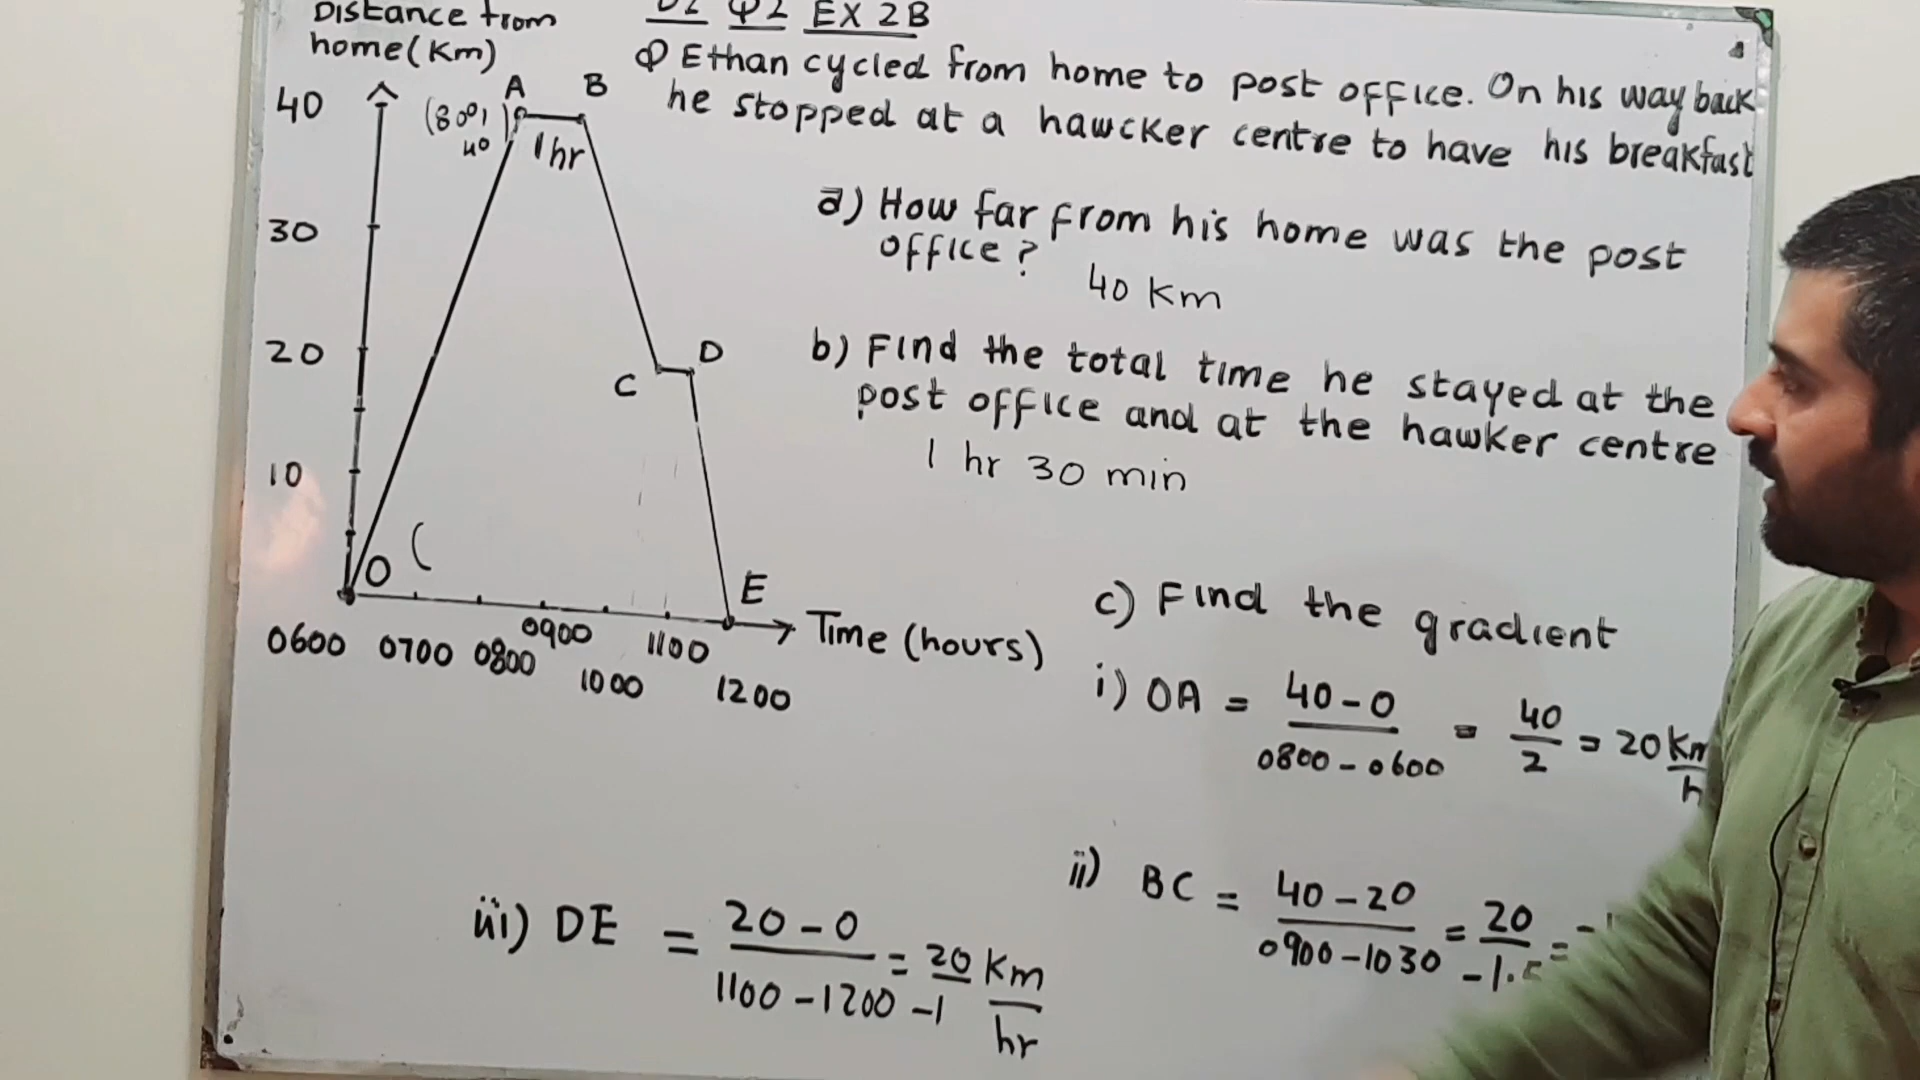 Distance from
home (Km)
D2 Q2 EX 2B
Q Ethan cycled from home to post office. On his way back
he stopped at a hawcker centre to have his breakfast
a) How far from his home was the post
office?
40 Km
b) Find the total time he stayed at the
post office and at the hawker centre
1 hr 30 min
c) Find the gradient
i) OA = 40 - 0 / 0800 - 0600 = 40 / 2 = 20 Km / h
ii) BC = 40 - 20 / 0900 - 1030 = 20 /
iii) DE = 20 - 0 / 1100 - 1200 = 20 / -1 Km / hr
40
30
20
10
A
B
(800,
40
)
1 hr
C
D
O
(
E
0600 0700 0800 0900 1000 1100 1200
Time (hours)